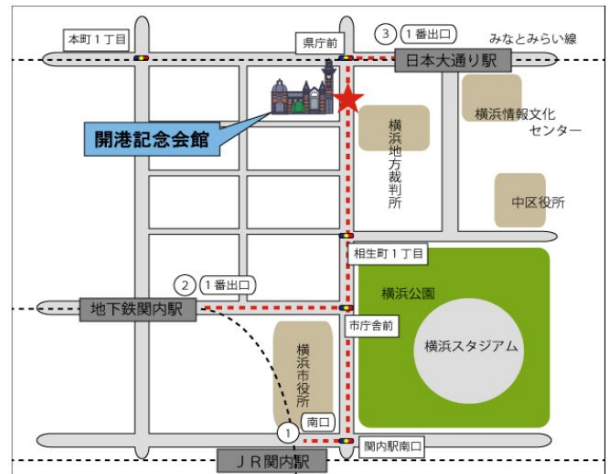 本町1丁目
県庁前
③
1番出口
みなとみらい線
日本大通り駅
開港記念会館
横浜地方裁判所
横浜情報文化
センター
中区役所
相生町1丁目
②
1番出口
地下鉄関内駅
横浜公園
市庁舎前
横浜スタジアム
横浜市役所
①
南口
関内駅南口
JR関内駅